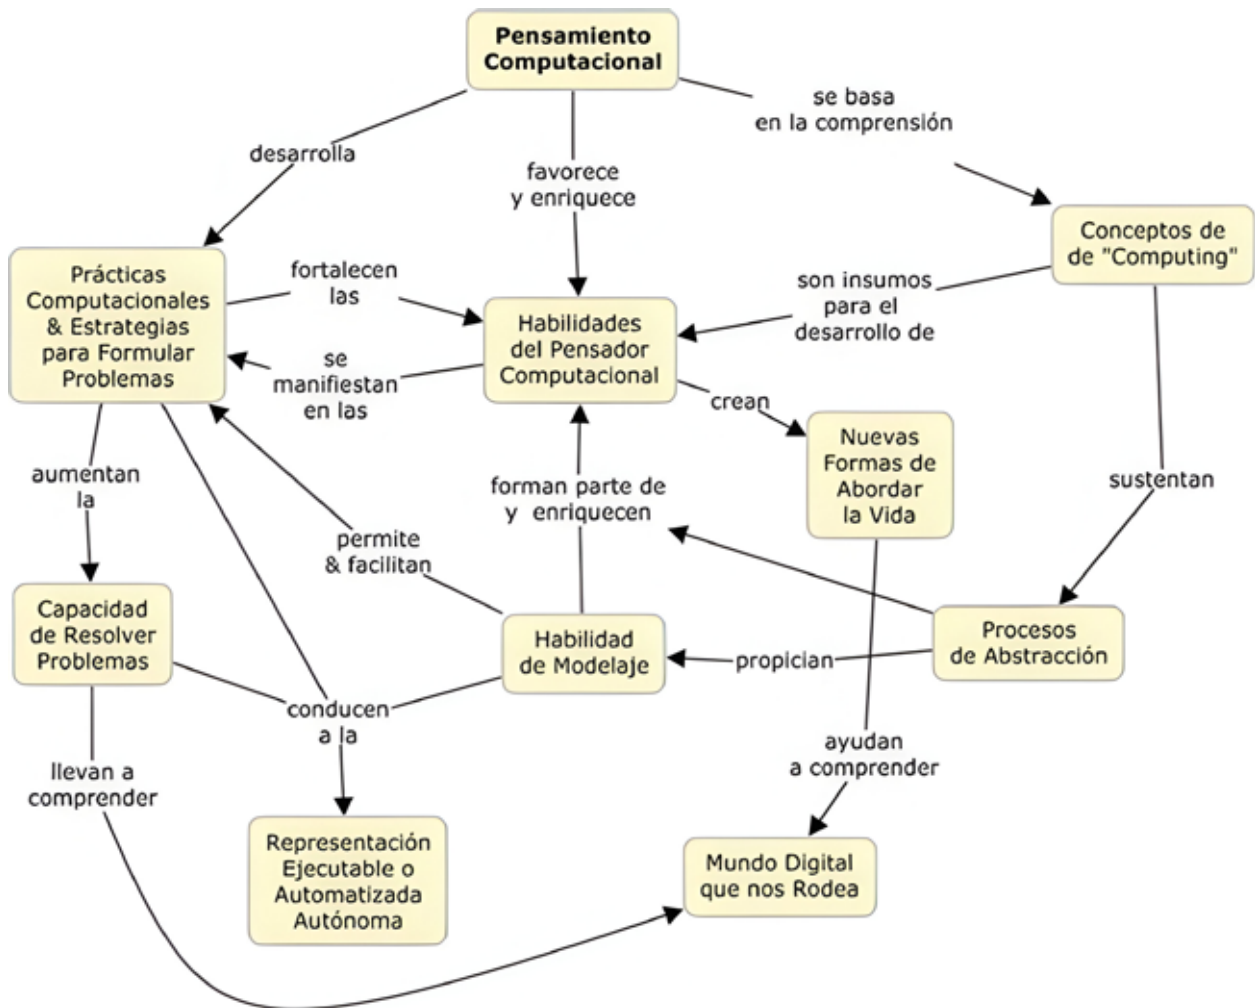 Pensamiento
Computacional
se basa
en la comprensión
desarrolla
favorece
y enriquece
Conceptos de
de "Computing"
Prácticas
Computacionales
& Estrategias
para Formular
Problemas
fortalecen
las
son insumos
para el
desarrollo de
Habilidades
del Pensador
Computacional
se
manifiestan
en las
crean
Nuevas
Formas de
Abordar
la Vida
aumentan
la
forman parte de
y enriquecen
sustentan
permite
& facilitan
Capacidad
de Resolver
Problemas
Habilidad
de Modelaje
propician
Procesos
de Abstracción
conducen
a la
ayudan
a comprender
llevan a
comprender
Representación
Ejecutable o
Automatizada
Autónoma
Mundo Digital
que nos Rodea